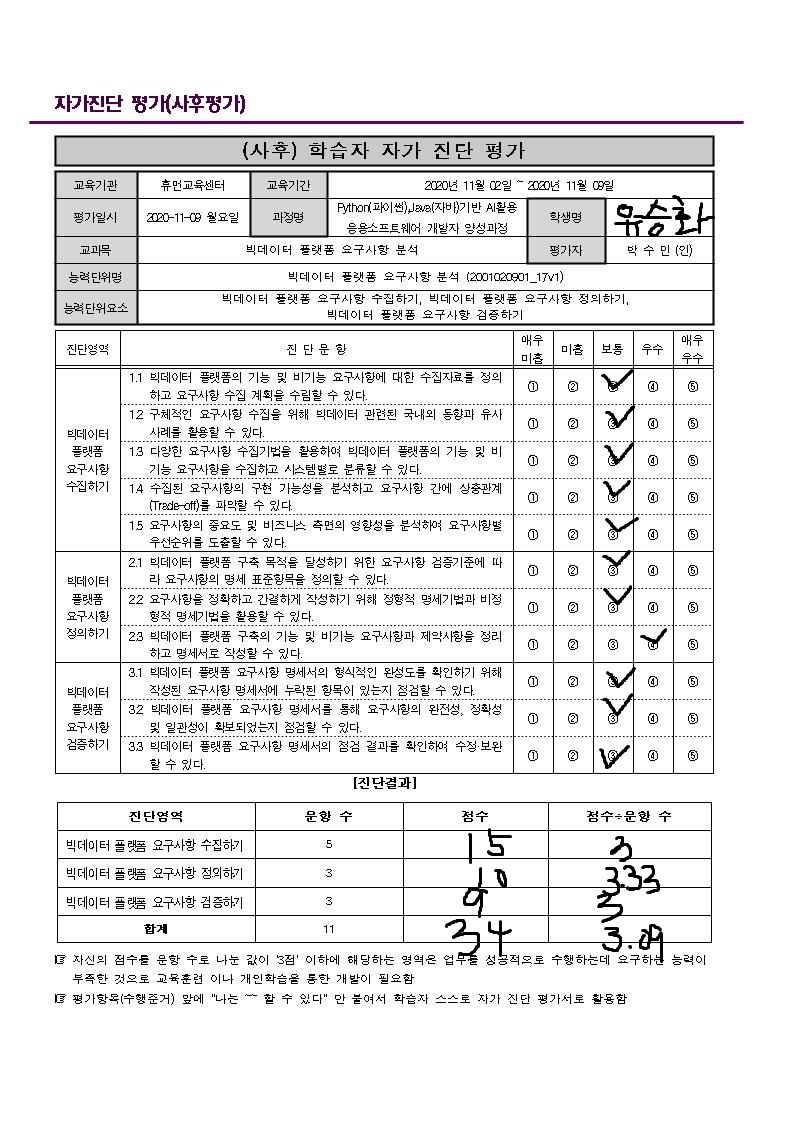 자가진단 평가(사후평가)
(사후) 학습자 자가 진단 평가
교육기관 휴먼교육센터 교육기간 2020년 11월 02일 ~ 2020년 11월 09일
평가일시 2020-11-09 월요일 과정명 Python(파이썬),Java(자바)기반 AI활용
응용소프트웨어 개발자 양성과정 학생명 유승화
교과목 빅데이터 플랫폼 요구사항 분석 평가자 박 수 민 (인)
능력단위명 빅데이터 플랫폼 요구사항 분석 (2001020901_17v1)
능력단위요소 빅데이터 플랫폼 요구사항 수집하기, 빅데이터 플랫폼 요구사항 정의하기,
빅데이터 플랫폼 요구사항 검증하기
진단영역 진 단 문 항 매우 미흡 미흡 보통 우수 매우 우수
빅데이터 플랫폼 요구사항 수집하기
1.1 빅데이터 플랫폼의 기능 및 비기능 요구사항에 대한 수집자료를 정의
하고 요구사항 수집 계획을 수립할 수 있다. ① ② ③ ④ ⑤
1.2 구체적인 요구사항 수집을 위해 빅데이터 관련된 국내외 동향과 유사
사례를 활용할 수 있다. ① ② ③ ④ ⑤
1.3 다양한 요구사항 수집기법을 활용하여 빅데이터 플랫폼의 기능 및 비
기능 요구사항을 수집하고 시스템별로 분류할 수 있다. ① ② ③ ④ ⑤
1.4 수집된 요구사항의 구현 가능성을 분석하고 요구사항 간에 상충관계
(Trade-off)를 파악할 수 있다. ① ② ③ ④ ⑤
1.5 요구사항의 중요도 및 비즈니스 측면의 영향성을 분석하여 요구사항별
우선순위를 도출할 수 있다. ① ② ③ ④ ⑤
빅데이터 플랫폼 요구사항 정의하기
2.1 빅데이터 플랫폼 구축 목적을 달성하기 위한 요구사항 검증기준에 따
라 요구사항의 명세 표준항목을 정의할 수 있다. ① ② ③ ④ ⑤
2.2 요구사항을 정확하고 간결하게 작성하기 위해 정형적 명세기법과 비정
형적 명세기법을 활용할 수 있다. ① ② ③ ④ ⑤
2.3 빅데이터 플랫폼 구축의 기능 및 비기능 요구사항과 제약사항을 정리
하고 명세서로 작성할 수 있다. ① ② ③ ④ ⑤
빅데이터 플랫폼 요구사항 검증하기
3.1 빅데이터 플랫폼 요구사항 명세서의 형식적인 완성도를 확인하기 위해
작성된 요구사항 명세서에 누락된 항목이 있는지 점검할 수 있다. ① ② ③ ④ ⑤
3.2 빅데이터 플랫폼 요구사항 명세서를 통해 요구사항의 완전성, 정확성
및 일관성이 확보되었는지 점검할 수 있다. ① ② ③ ④ ⑤
3.3 빅데이터 플랫폼 요구사항 명세서의 점검 결과를 확인하여 수정·보완
할 수 있다. ① ② ③ ④ ⑤
[진단결과]
진단영역 문항 수 점수 점수÷문항 수
빅데이터 플랫폼 요구사항 수집하기 5 15 3
빅데이터 플랫폼 요구사항 정의하기 3 10 3.33
빅데이터 플랫폼 요구사항 검증하기 3 9 3
합계 11 34 3.09
☞ 자신의 점수를 문항 수로 나눈 값이 '3점' 이하에 해당하는 영역은 업무를 성공적으로 수행하는데 요구하는 능력이
부족한 것으로 교육훈련 이나 개인학습을 통한 개발이 필요함
☞ 평가항목(수행준거) 앞에 "나는 ~~ 할 수 있다" 만 붙여서 학습자 스스로 자가 진단 평가서로 활용함